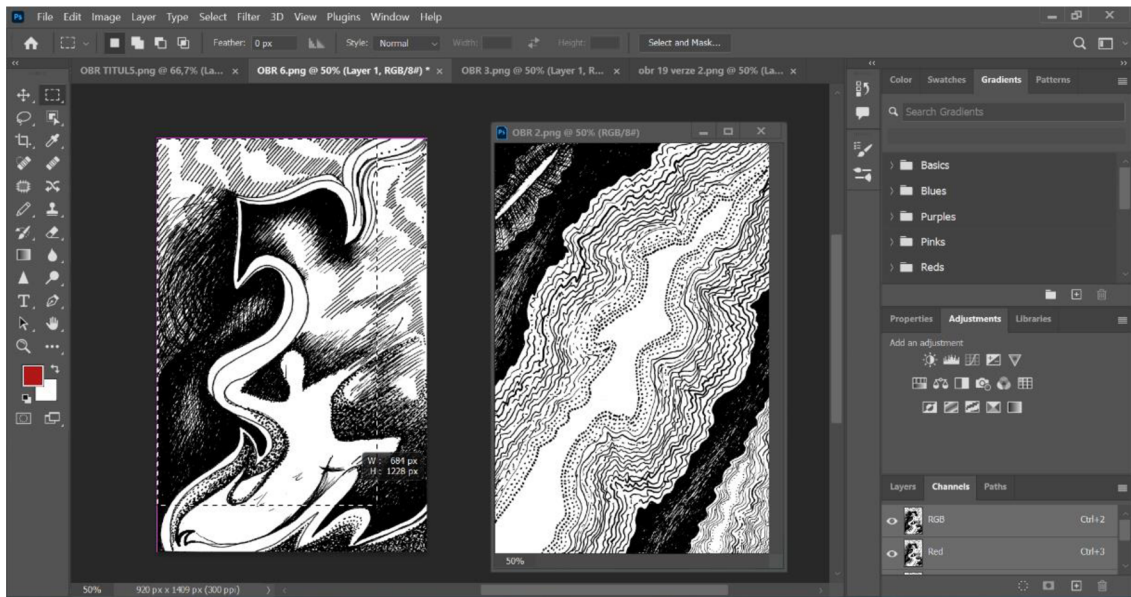 Ps File Edit Image Layer Type Select Filter 3D View Plugins Window Help
Feather: 0 px Style: Normal Width: Height: Select and Mask...
OBR TITUL5.png @ 66,7% (La... × OBR 6.png @ 50% (Layer 1, RGB/8#) * × OBR 3.png @ 50% (Layer 1, R... × obr 19 verze 2.png @ 50% (La... ×
Ps OBR 2.png @ 50% (RGB/8#)
W: 684 px
H: 1228 px
50%
50% 920 px x 1409 px (300 ppi)
Color Swatches Gradients Patterns
Search Gradients
Basics
Blues
Purples
Pinks
Reds
Properties Adjustments Libraries
Add an adjustment
Layers Channels Paths
RGB Ctrl+2
Red Ctrl+3